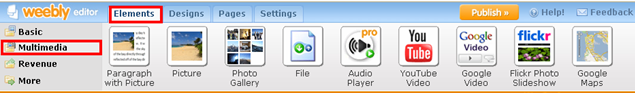 weebly editor
Elements Designs Pages Settings Publish » Help! Feedback
Basic
Multimedia
Revenue
More
Paragraph with Picture
Picture
Photo Gallery
File
pro
Audio Player
You Tube
YouTube Video
Google Video
Google Video
flickr
Flickr Photo Slideshow
Google Maps